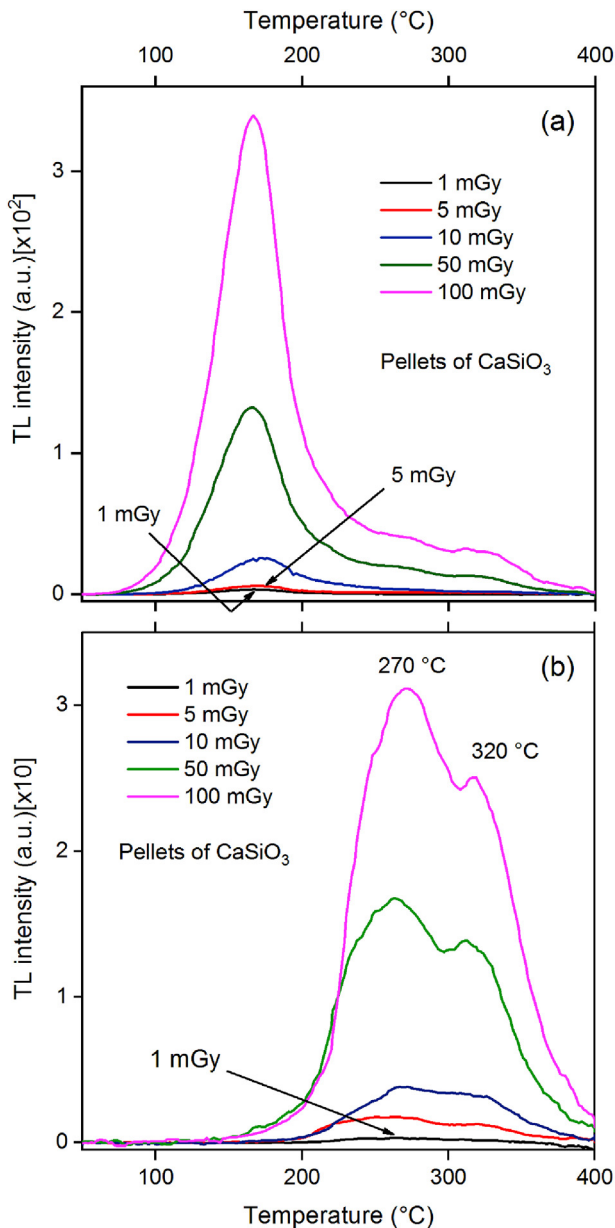 Temperature (°C)
100 200 300 400
(a)
3
2
1
0
TL intensity (a.u.)[x10²]
1 mGy
5 mGy
10 mGy
50 mGy
100 mGy
Pellets of CaSiO₃
5 mGy
1 mGy
(b)
270 °C
320 °C
3
2
1
0
TL intensity (a.u.)[x10]
1 mGy
5 mGy
10 mGy
50 mGy
100 mGy
Pellets of CaSiO₃
1 mGy
100 200 300 400
Temperature (°C)